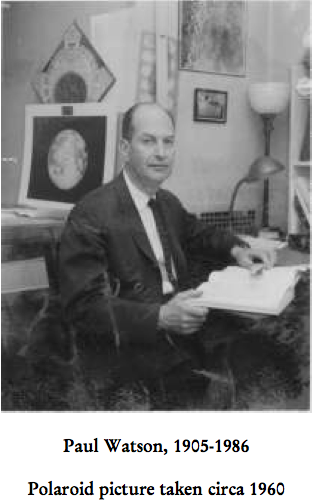 Paul Watson, 1905-1986
Polaroid picture taken circa 1960